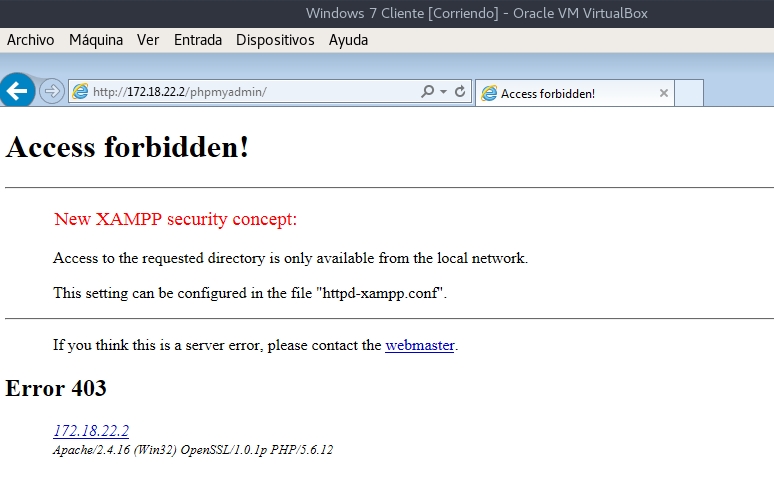 Windows 7 Cliente [Corriendo] - Oracle VM VirtualBox
Archivo Máquina Ver Entrada Dispositivos Ayuda
http://172.18.22.2/phpmyadmin/
Access forbidden!
Access forbidden!
New XAMPP security concept:
Access to the requested directory is only available from the local network.
This setting can be configured in the file "httpd-xampp.conf".
If you think this is a server error, please contact the webmaster.
Error 403
172.18.22.2
Apache/2.4.16 (Win32) OpenSSL/1.0.1p PHP/5.6.12